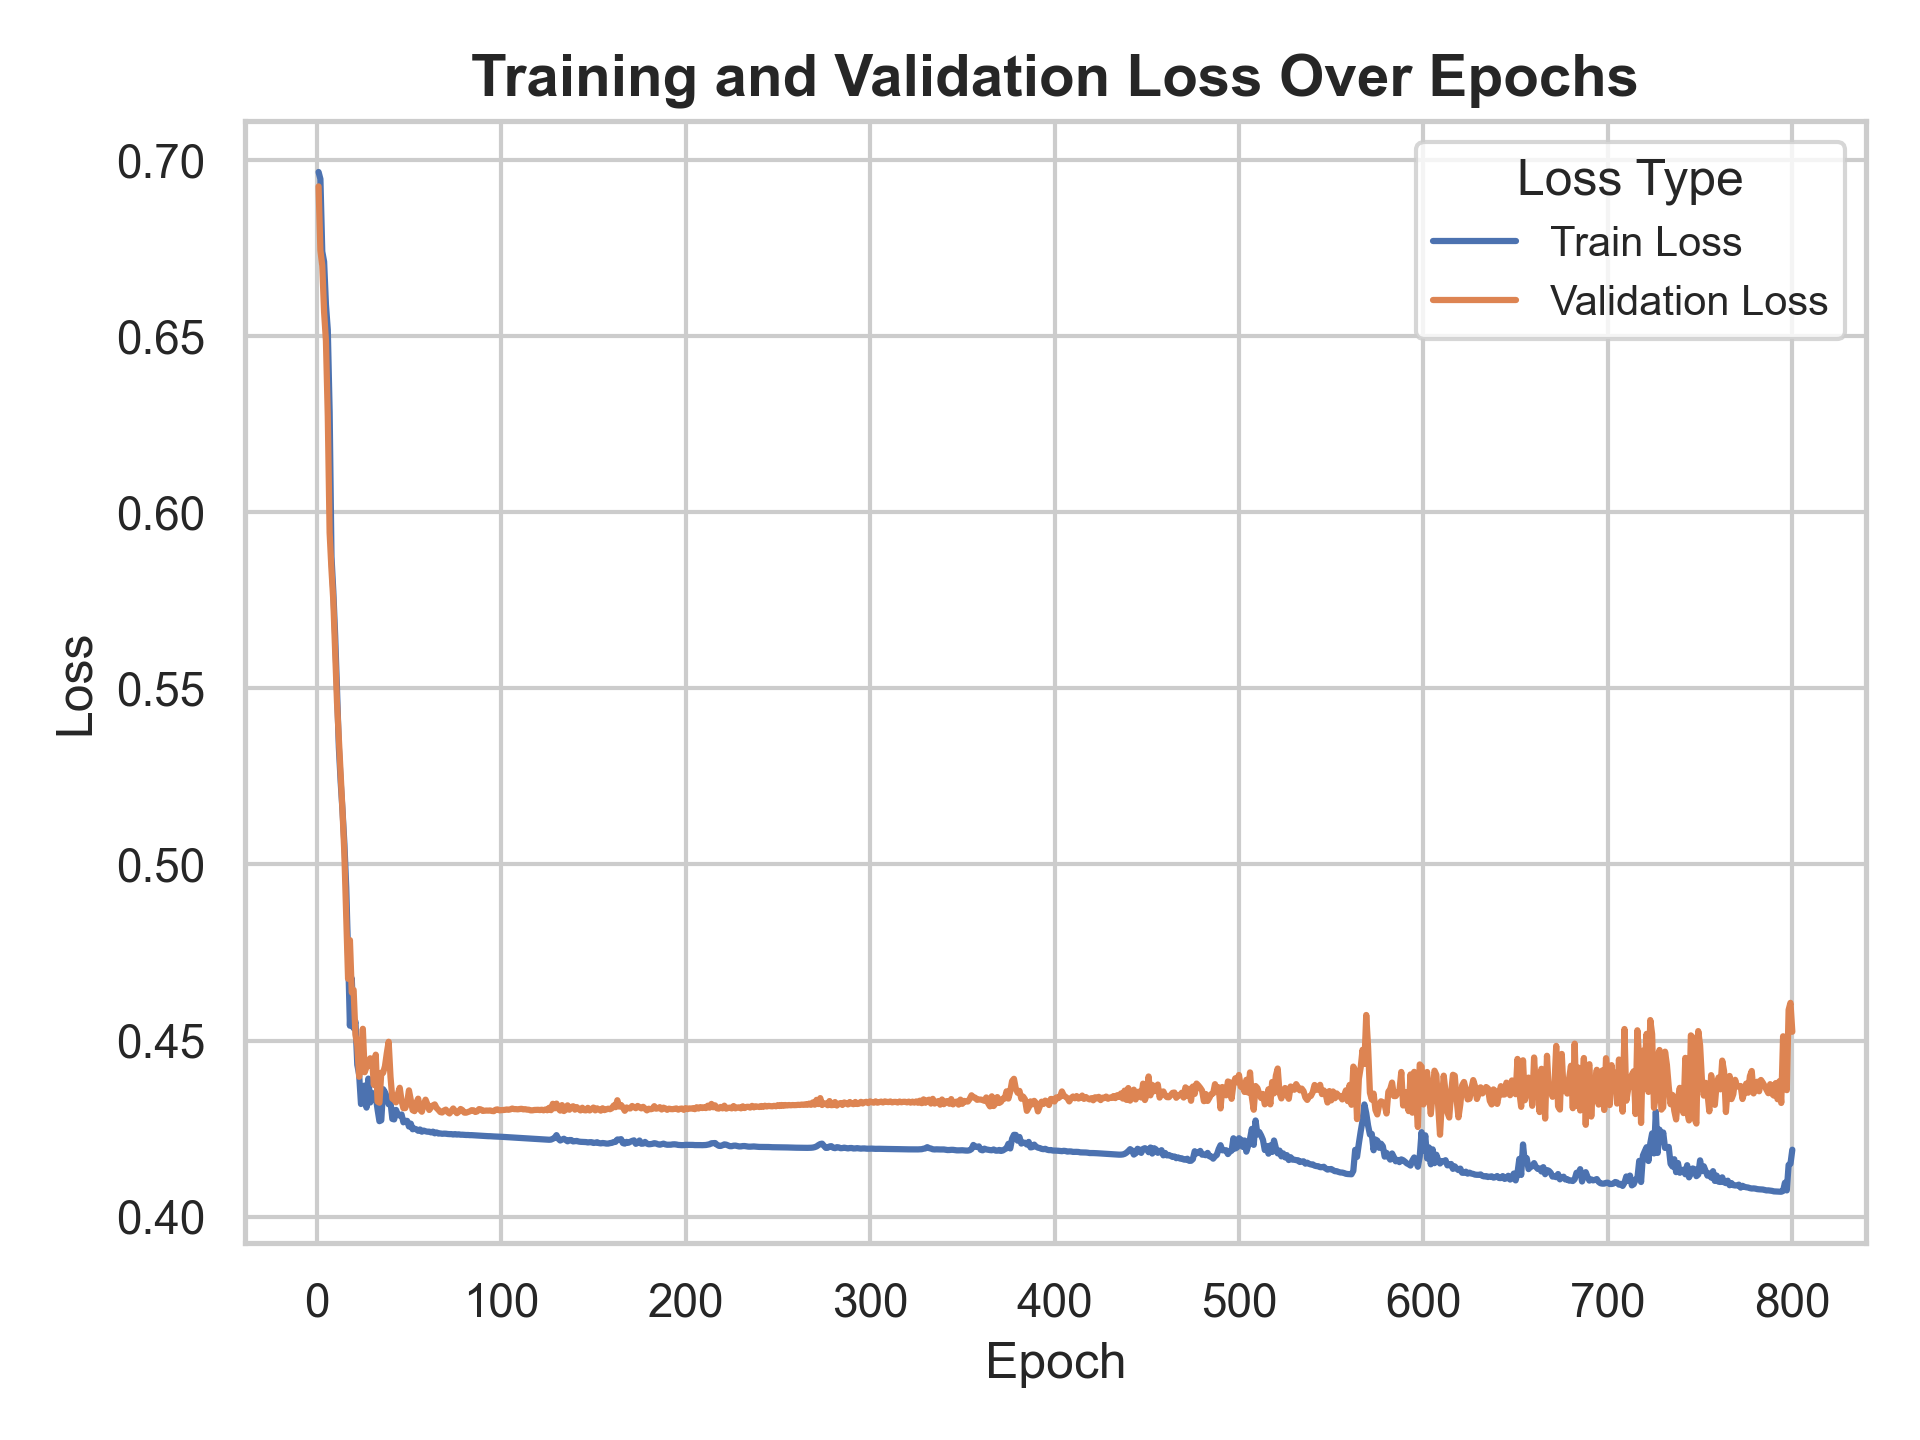 Training and Validation Loss Over Epochs
Loss Type
Train Loss
Validation Loss
0.70
0.65
0.60
0.55
0.50
0.45
0.40
Loss
0 100 200 300 400 500 600 700 800
Epoch